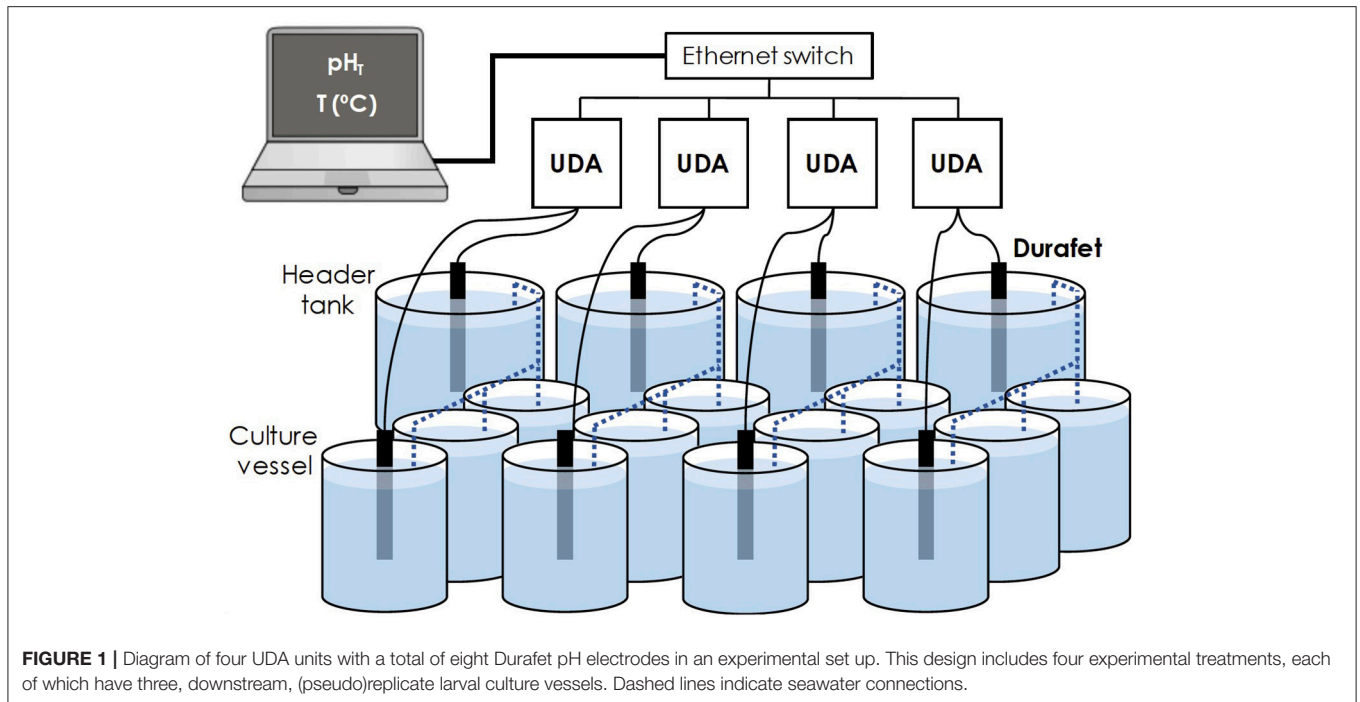 pHT
T (ºC)
Ethernet switch
UDA UDA UDA UDA
Durafet
Header
tank
Culture
vessel
FIGURE 1 | Diagram of four UDA units with a total of eight Durafet pH electrodes in an experimental set up. This design includes four experimental treatments, each
of which have three, downstream, (pseudo)replicate larval culture vessels. Dashed lines indicate seawater connections.